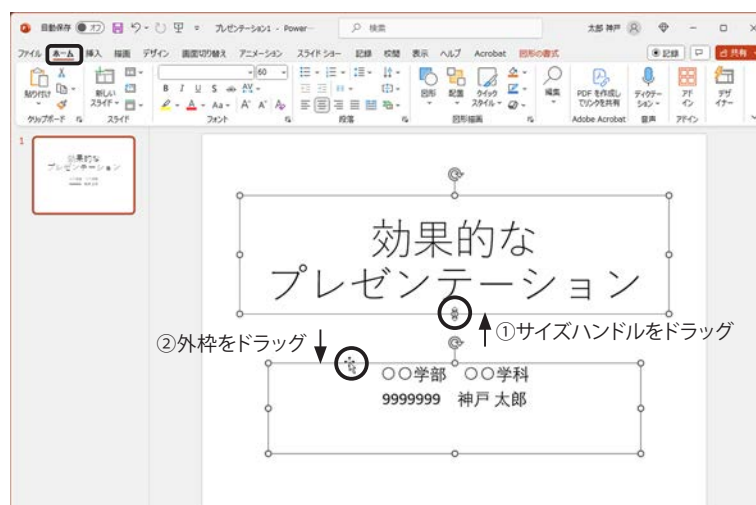 自動保存 オフ プレゼンテーション1 - Power… 検索 太郎 神戸
ファイル ホーム 挿入 描画 デザイン 画面切り替え アニメーション スライド ショー 記録 校閲 表示 ヘルプ Acrobat 図形の書式 記録 共有
貼り付け 新しいスライド 60 図形 配置 クイックスタイル 編集 PDF を作成してリンクを共有 ディクテーション アドイン デザイナー
B I U S ab AV
A Aa A A A
クリップボード スライド フォント 段落 図形描画 Adobe Acrobat 音声 アドイン
1
効果的な
プレゼンテーション
効果的な
プレゼンテーション
①サイズハンドルをドラッグ
②外枠をドラッグ
〇〇学部 〇〇学科
9999999 神戸 太郎